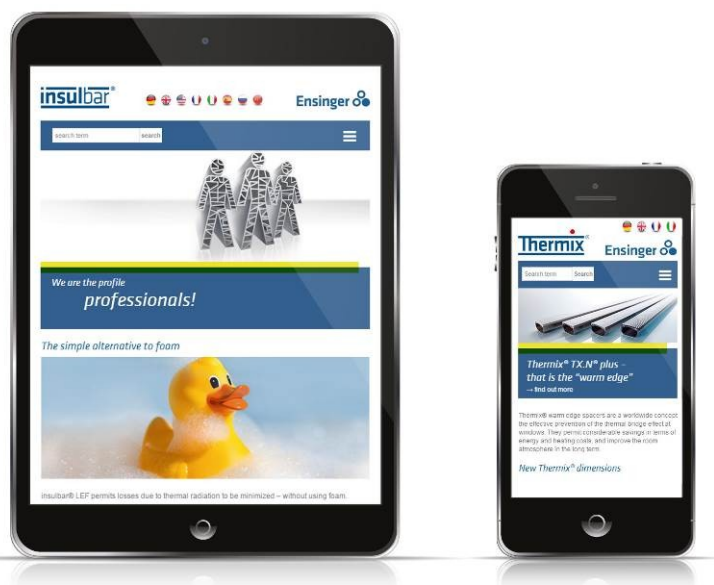 insulbar®
Ensinger
search term search
We are the profile
professionals!
The simple alternative to foam
insulbar® LEF permits losses due to thermal radiation to be minimized – without using foam.
Thermix®
Ensinger
Search term Search
Thermix® TX.N® plus –
that is the "warm edge"
→ find out more
Thermix® warm edge spacers are a worldwide concept
the effective prevention of the thermal bridge effect at
windows. They permit considerable savings in terms of
energy and heating costs, and improve the room
atmosphere in the long term.
New Thermix® dimensions